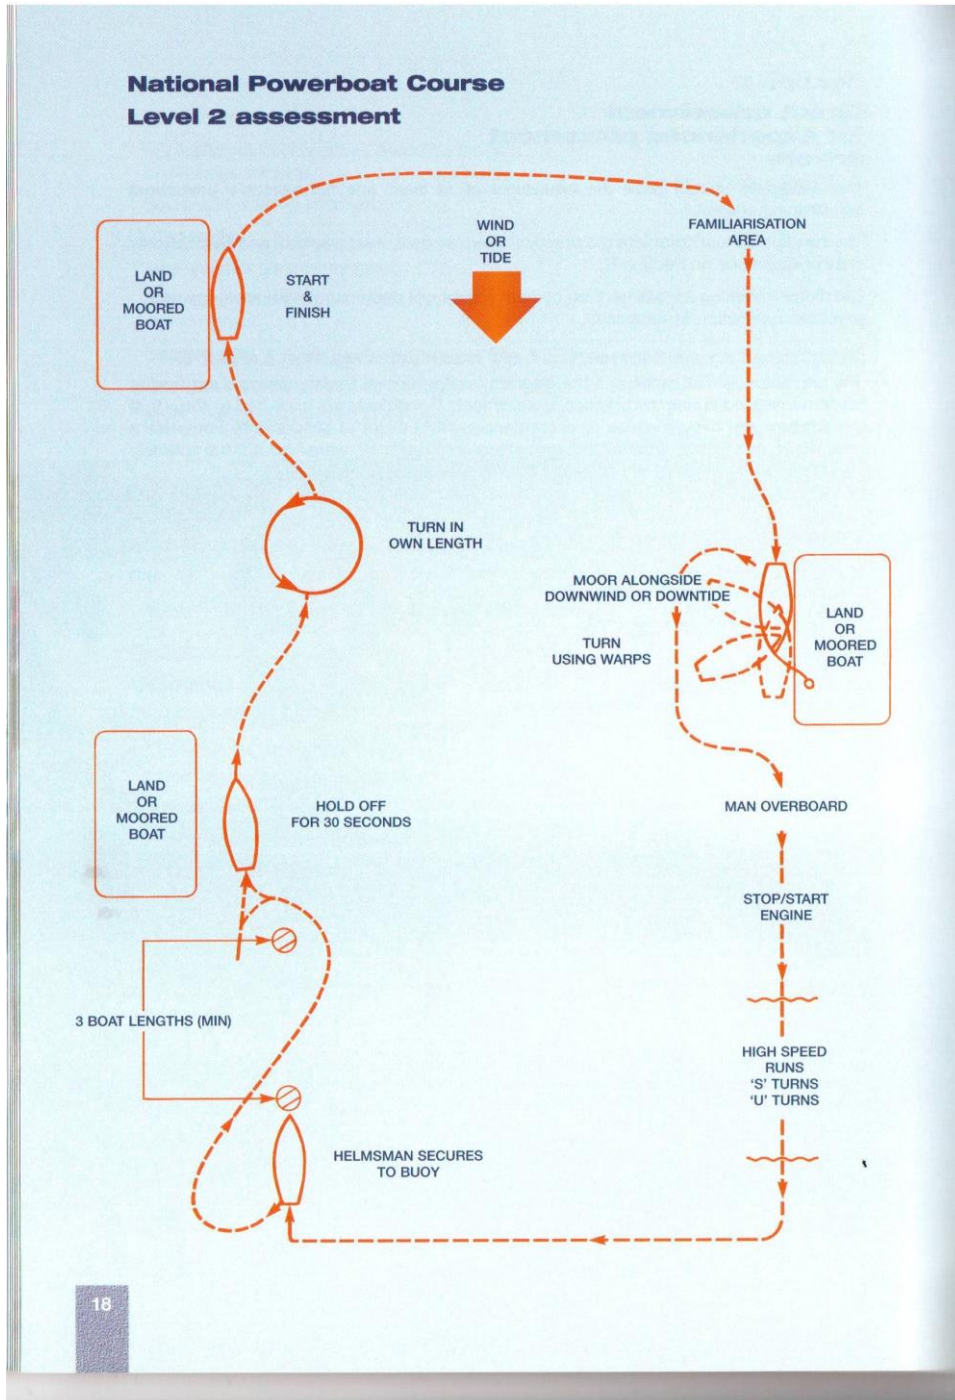 National Powerboat Course
Level 2 assessment
LAND
OR
MOORED
BOAT
START
&
FINISH
WIND
OR
TIDE
FAMILIARISATION
AREA
TURN IN
OWN LENGTH
MOOR ALONGSIDE
DOWNWIND OR DOWNTIDE
TURN
USING WARPS
LAND
OR
MOORED
BOAT
LAND
OR
MOORED
BOAT
HOLD OFF
FOR 30 SECONDS
MAN OVERBOARD
STOP/START
ENGINE
3 BOAT LENGTHS (MIN)
HIGH SPEED
RUNS
‘S’ TURNS
‘U’ TURNS
HELMSMAN SECURES
TO BUOY
18